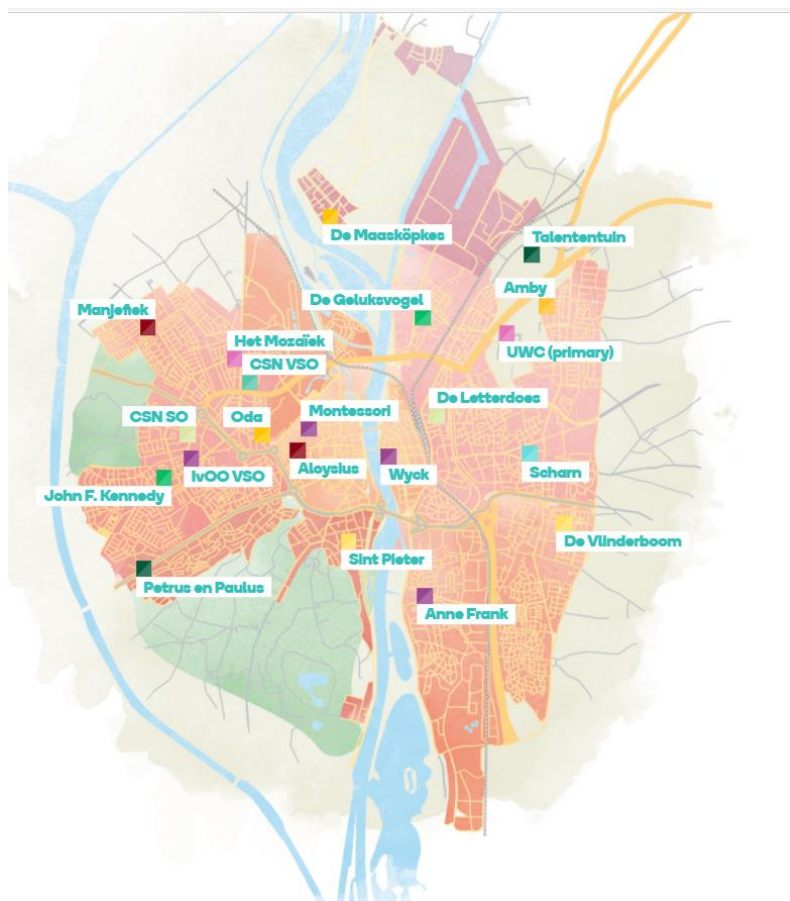 De Maasköpkes
Talententuin
Amby
De Geluksvogel
Manjefiek
Het Mozaïek
UWC (primary)
CSN VSO
De Letterdoes
CSN SO
Oda
Montessori
Aloysius
Wyck
Scharn
IvOO VSO
John F. Kennedy
De Vlinderboom
Sint Pieter
Petrus en Paulus
Anne Frank